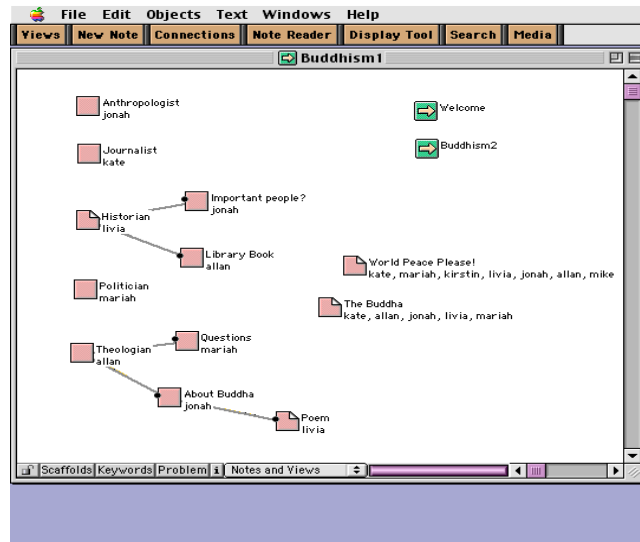 File Edit Objects Text Windows Help
Views New Note Connections Note Reader Display Tool Search Media
Buddhism1
Anthropologist
jonah
Welcome
Journalist
kate
Buddhism2
Important people?
jonah
Historian
livia
Library Book
allan
World Peace Please!
kate, mariah, kirstin, livia, jonah, allan, mike
Politician
mariah
The Buddha
kate, allan, jonah, livia, mariah
Questions
mariah
Theologian
allan
About Buddha
jonah
Poem
livia
Scaffolds Keywords Problem i Notes and Views